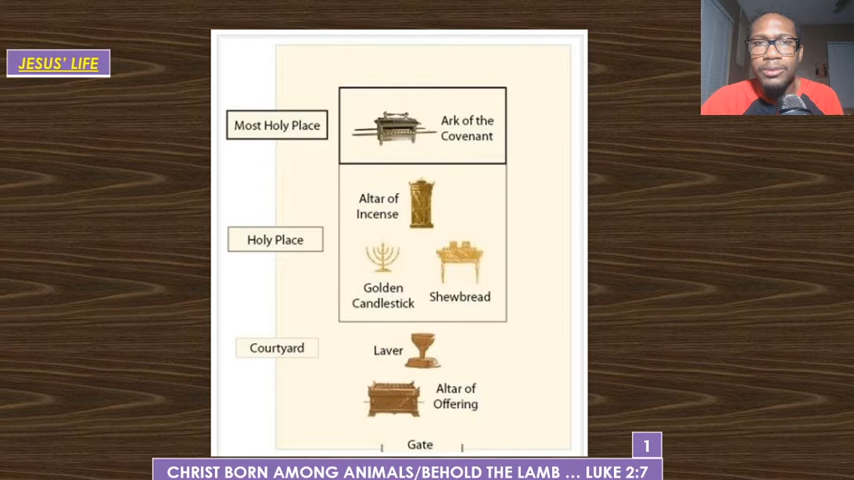 JESUS' LIFE
Most Holy Place
Ark of the
Covenant
Altar of
Incense
Holy Place
Golden
Candlestick
Shewbread
Courtyard
Laver
Altar of
Offering
Gate
1
CHRIST BORN AMONG ANIMALS/BEHOLD THE LAMB ... LUKE 2:7